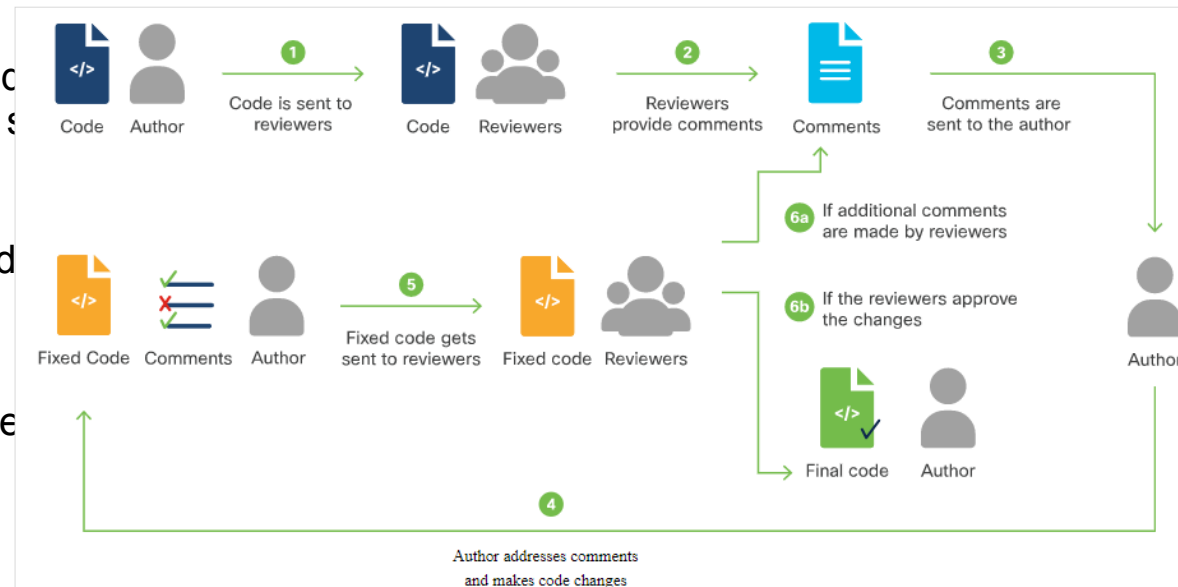 </>
Code
Author
1
Code is sent to
reviewers
</>
Code
Reviewers
2
Reviewers
provide comments
Comments
3
Comments are
sent to the author
6a
If additional comments
are made by reviewers
</>
Fixed Code
Comments
Author
5
Fixed code gets
sent to reviewers
</>
Fixed code
Reviewers
6b
If the reviewers approve
the changes
</>
Final code
Author
Author
4
Author addresses comments
and makes code changes